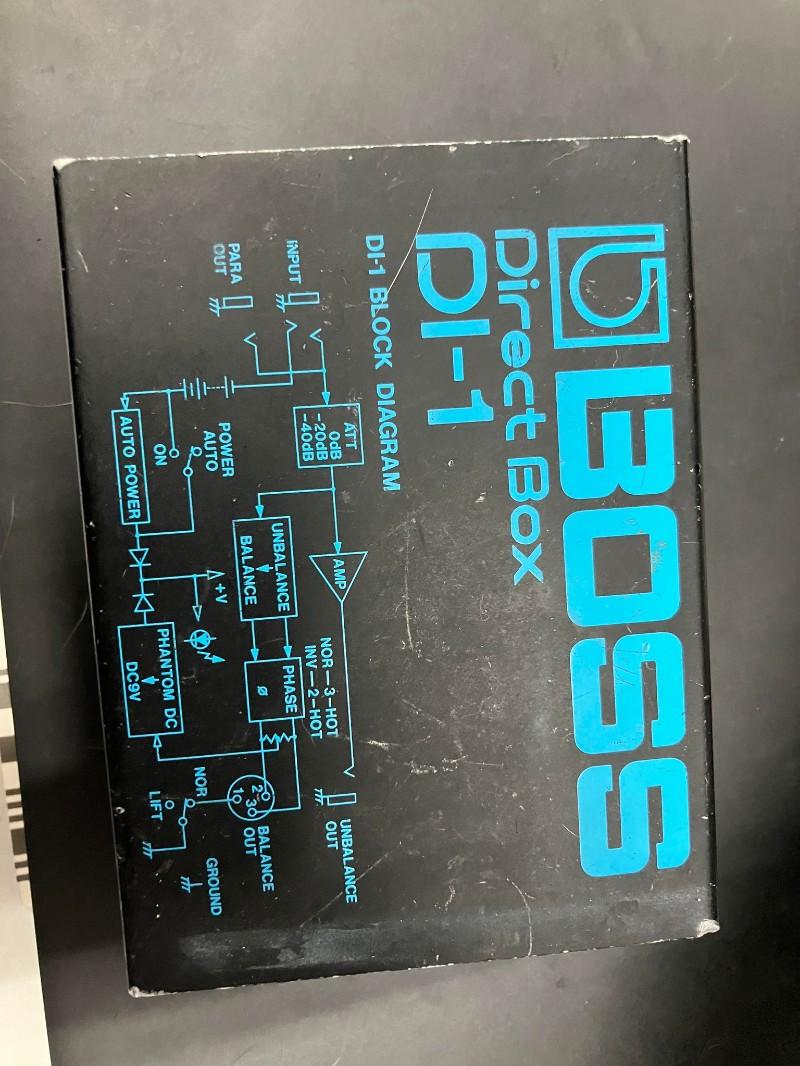 BOSS
Direct Box
DI-1
DI-1 BLOCK DIAGRAM
INPUT
PARA
OUT
ATT
0dB
-20dB
-40dB
AMP
UNBALANCE
OUT
UNBALANCE
BALANCE
NOR—3-HOT
INV—2-HOT
PHASE
ø
2 3
1
BALANCE
OUT
POWER
AUTO
ON
AUTO POWER
+V
PHANTOM DC
DC9V
NOR
LIFT
GROUND